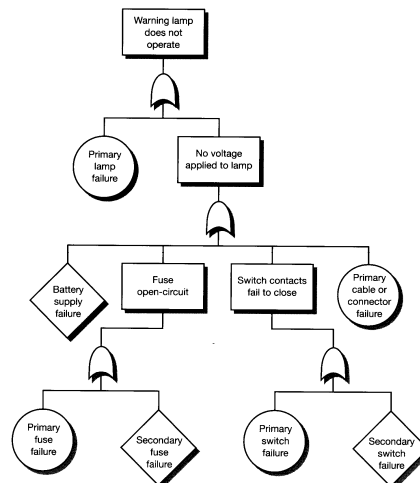 Warning lamp
does not
operate
Primary
lamp
failure
No voltage
applied to lamp
Battery
supply
failure
Fuse
open-circuit
Switch contacts
fail to close
Primary
cable or
connector
failure
Primary
fuse
failure
Secondary
fuse
failure
Primary
switch
failure
Secondary
switch
failure